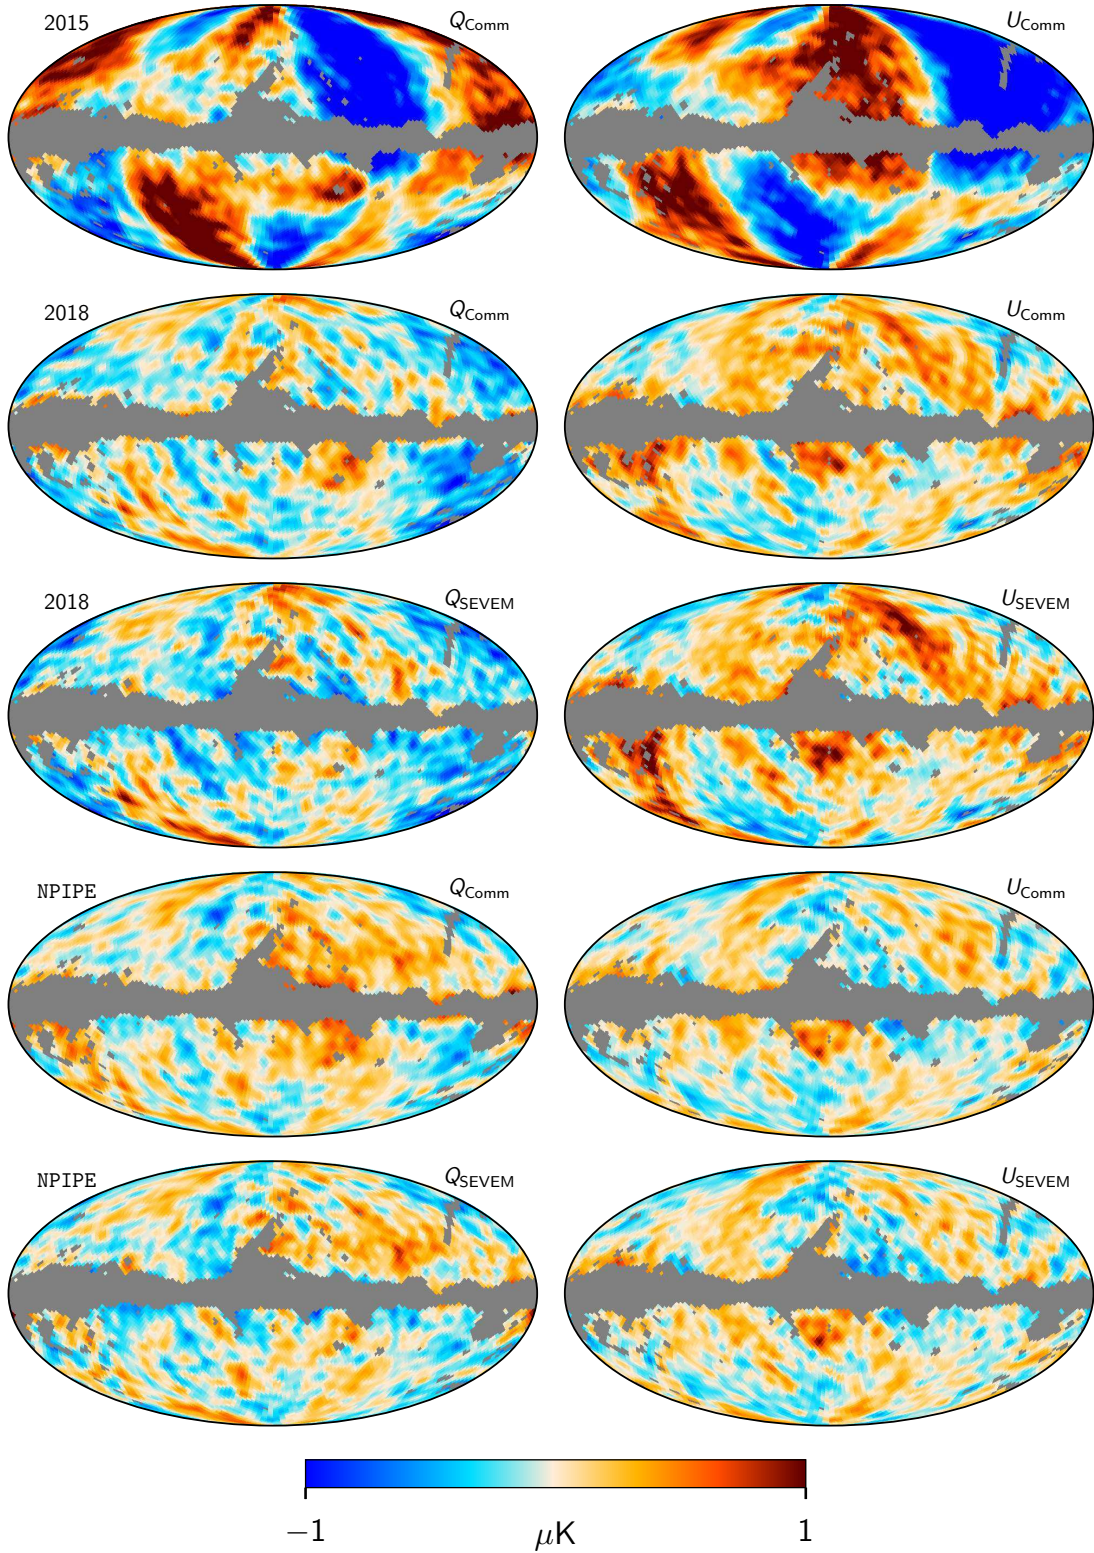 2015 Q_Comm U_Comm
2018 Q_Comm U_Comm
2018 Q_SEVEM U_SEVEM
NPIPE Q_Comm U_Comm
NPIPE Q_SEVEM U_SEVEM
−1 μK 1